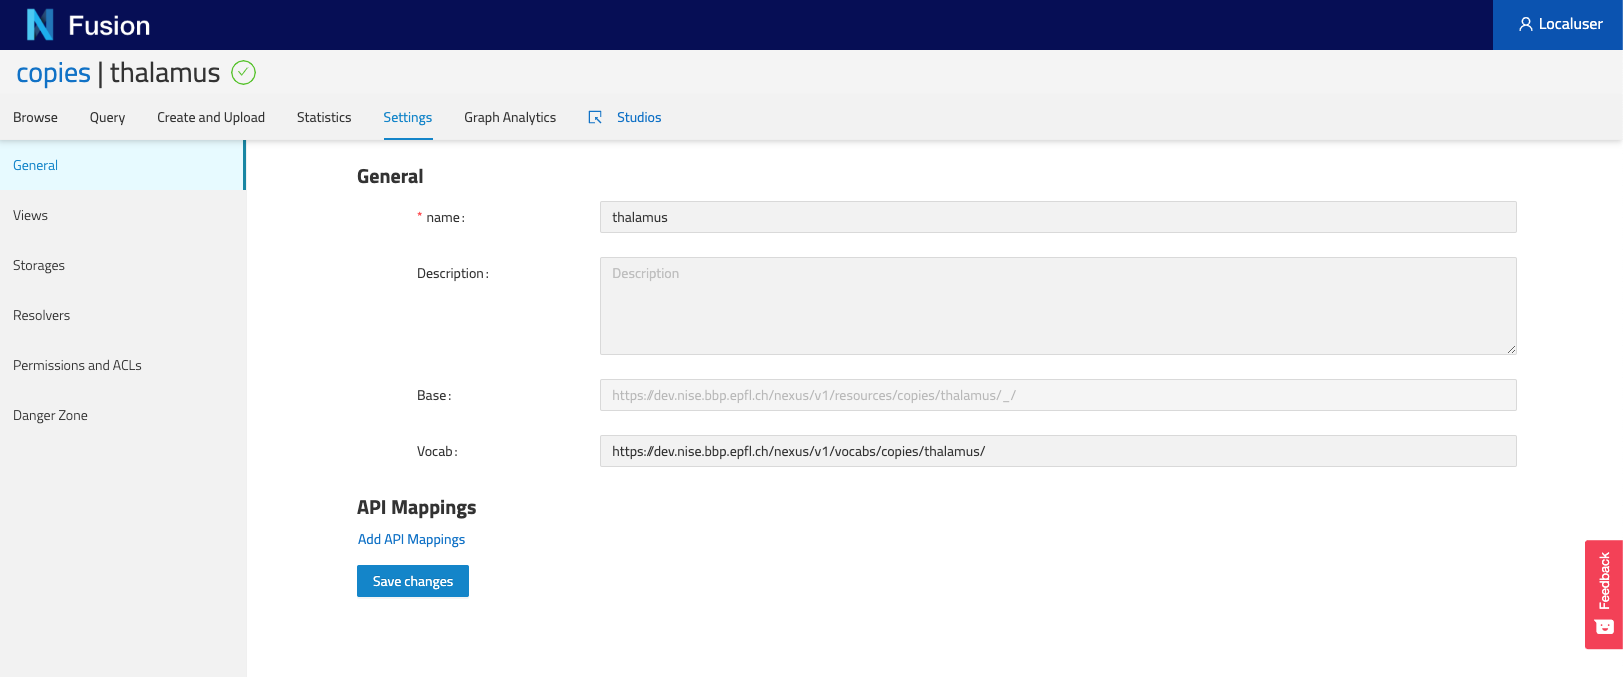 Fusion
Localuser
copies | thalamus
Browse Query Create and Upload Statistics Settings Graph Analytics Studios
General
Views
Storages
Resolvers
Permissions and ACLs
Danger Zone
General
* name: thalamus
Description: Description
Base: https://dev.nise.bbp.epfl.ch/nexus/v1/resources/copies/thalamus/_/
Vocab: https://dev.nise.bbp.epfl.ch/nexus/v1/vocabs/copies/thalamus/
API Mappings
Add API Mappings
Save changes
Feedback